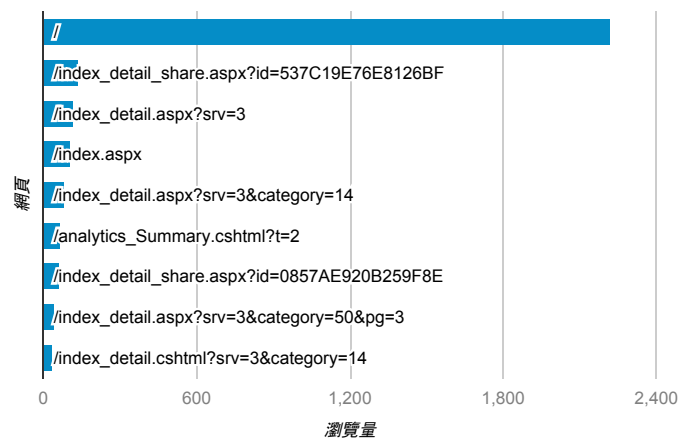 /
/index_detail_share.aspx?id=537C19E76E8126BF
/index_detail.aspx?srv=3
/index.aspx
/index_detail.aspx?srv=3&category=14
/analytics_Summary.cshtml?t=2
/index_detail_share.aspx?id=0857AE920B259F8E
/index_detail.aspx?srv=3&category=50&pg=3
/index_detail.cshtml?srv=3&category=14
網頁
0 600 1,200 1,800 2,400
瀏覽量